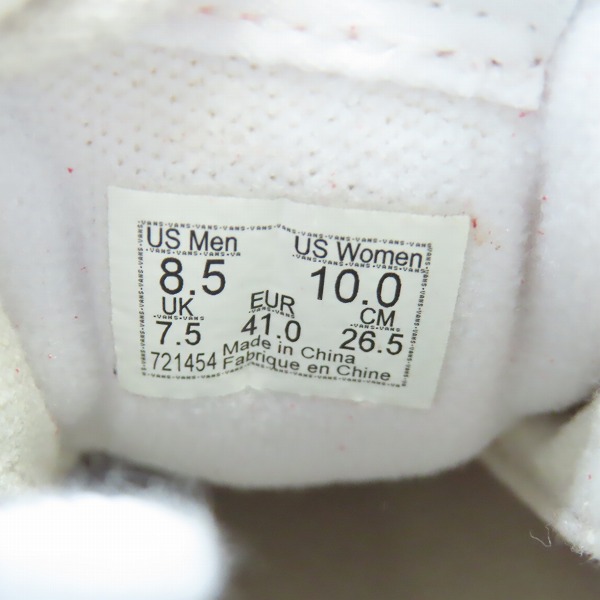 US Men US Women
8.5 10.0
UK EUR CM
7.5 41.0 26.5
721454 Made in China
Fabrique en Chine